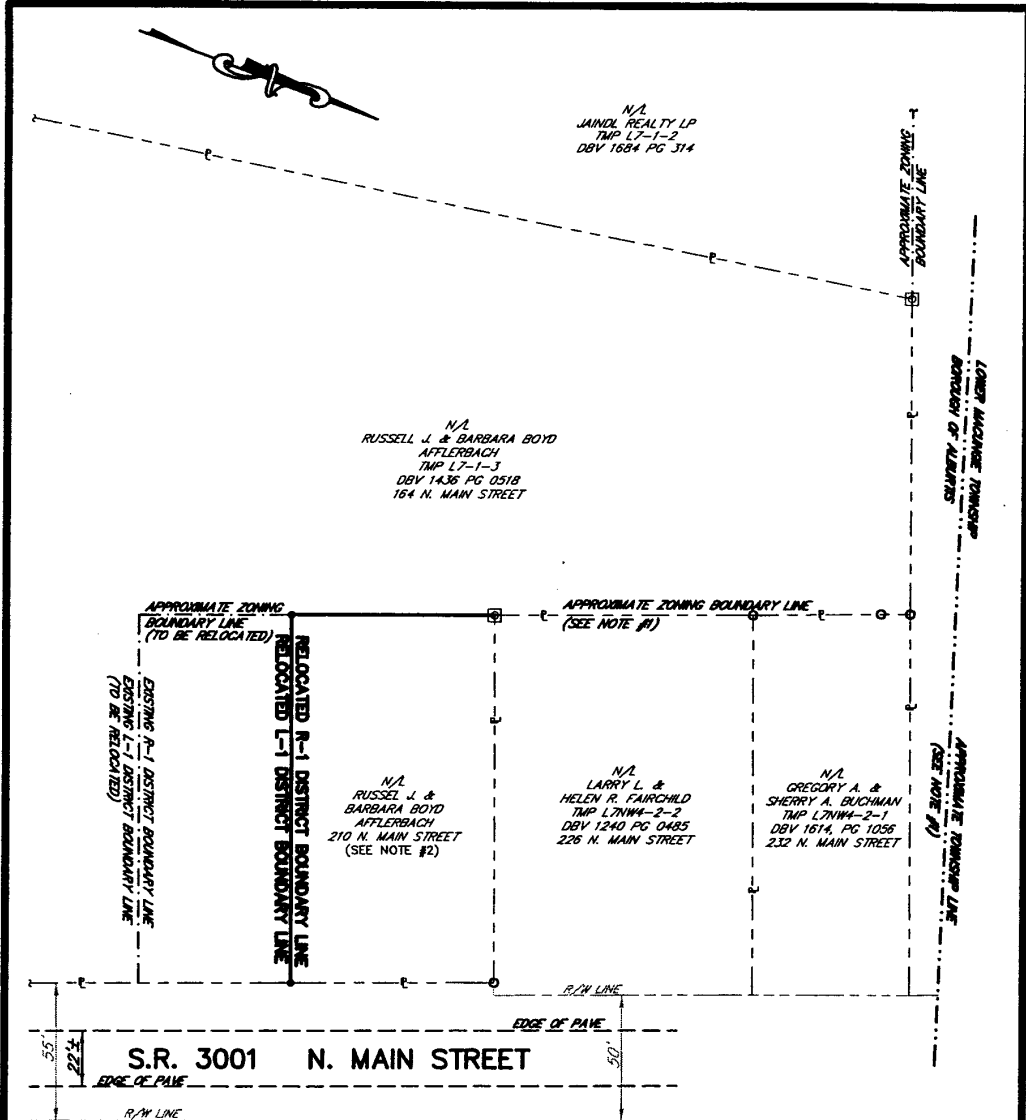 N/L
JAINDL REALTY LP
TMP L7-1-2
DBV 1684 PG 314
APPROXIMATE ZONING
BOUNDARY LINE
LOWER MACUNGIE TOWNSHIP
BOROUGH OF ALBURTIS
N/L
RUSSELL J. & BARBARA BOYD
AFFLERBACH
TMP L7-1-3
DBV 1436 PG 0518
164 N. MAIN STREET
APPROXIMATE ZONING
BOUNDARY LINE
(TO BE RELOCATED)
APPROXIMATE ZONING BOUNDARY LINE
(SEE NOTE #1)
EXISTING R-1 DISTRICT BOUNDARY LINE
EXISTING L-1 DISTRICT BOUNDARY LINE
(TO BE RELOCATED)
RELOCATED R-1 DISTRICT BOUNDARY LINE
RELOCATED L-1 DISTRICT BOUNDARY LINE
N/L
RUSSEL J. &
BARBARA BOYD
AFFLERBACH
210 N. MAIN STREET
(SEE NOTE #2)
N/L
LARRY L. &
HELEN R. FAIRCHILD
TMP L7NW4-2-2
DBV 1240 PG 0485
226 N. MAIN STREET
N/L
GREGORY A. &
SHERRY A. BUCHMAN
TMP L7NW4-2-1
DBV 1614, PG 1056
232 N. MAIN STREET
APPROXIMATE TOWNSHIP LINE
(SEE NOTE #1)
R/W LINE
EDGE OF PAVE
55'
22'±
S.R. 3001 N. MAIN STREET
50'
EDGE OF PAVE
R/W LINE